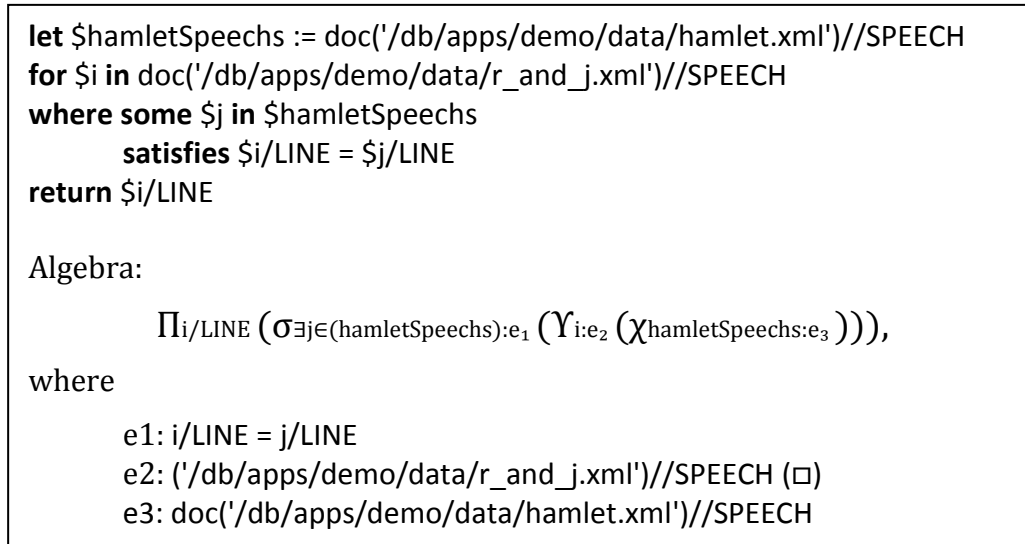 let $hamletSpeechs := doc('/db/apps/demo/data/hamlet.xml')//SPEECH
for $i in doc('/db/apps/demo/data/r_and_j.xml')//SPEECH
where some $j in $hamletSpeechs
satisfies $i/LINE = $j/LINE
return $i/LINE
Algebra:
Πi/LINE (σ∃j∈(hamletSpeechs):e₁ (ϒi:e₂ (χhamletSpeechs:e₃ ))),
where
e1: i/LINE = j/LINE
e2: ('/db/apps/demo/data/r_and_j.xml')//SPEECH (□)
e3: doc('/db/apps/demo/data/hamlet.xml')//SPEECH